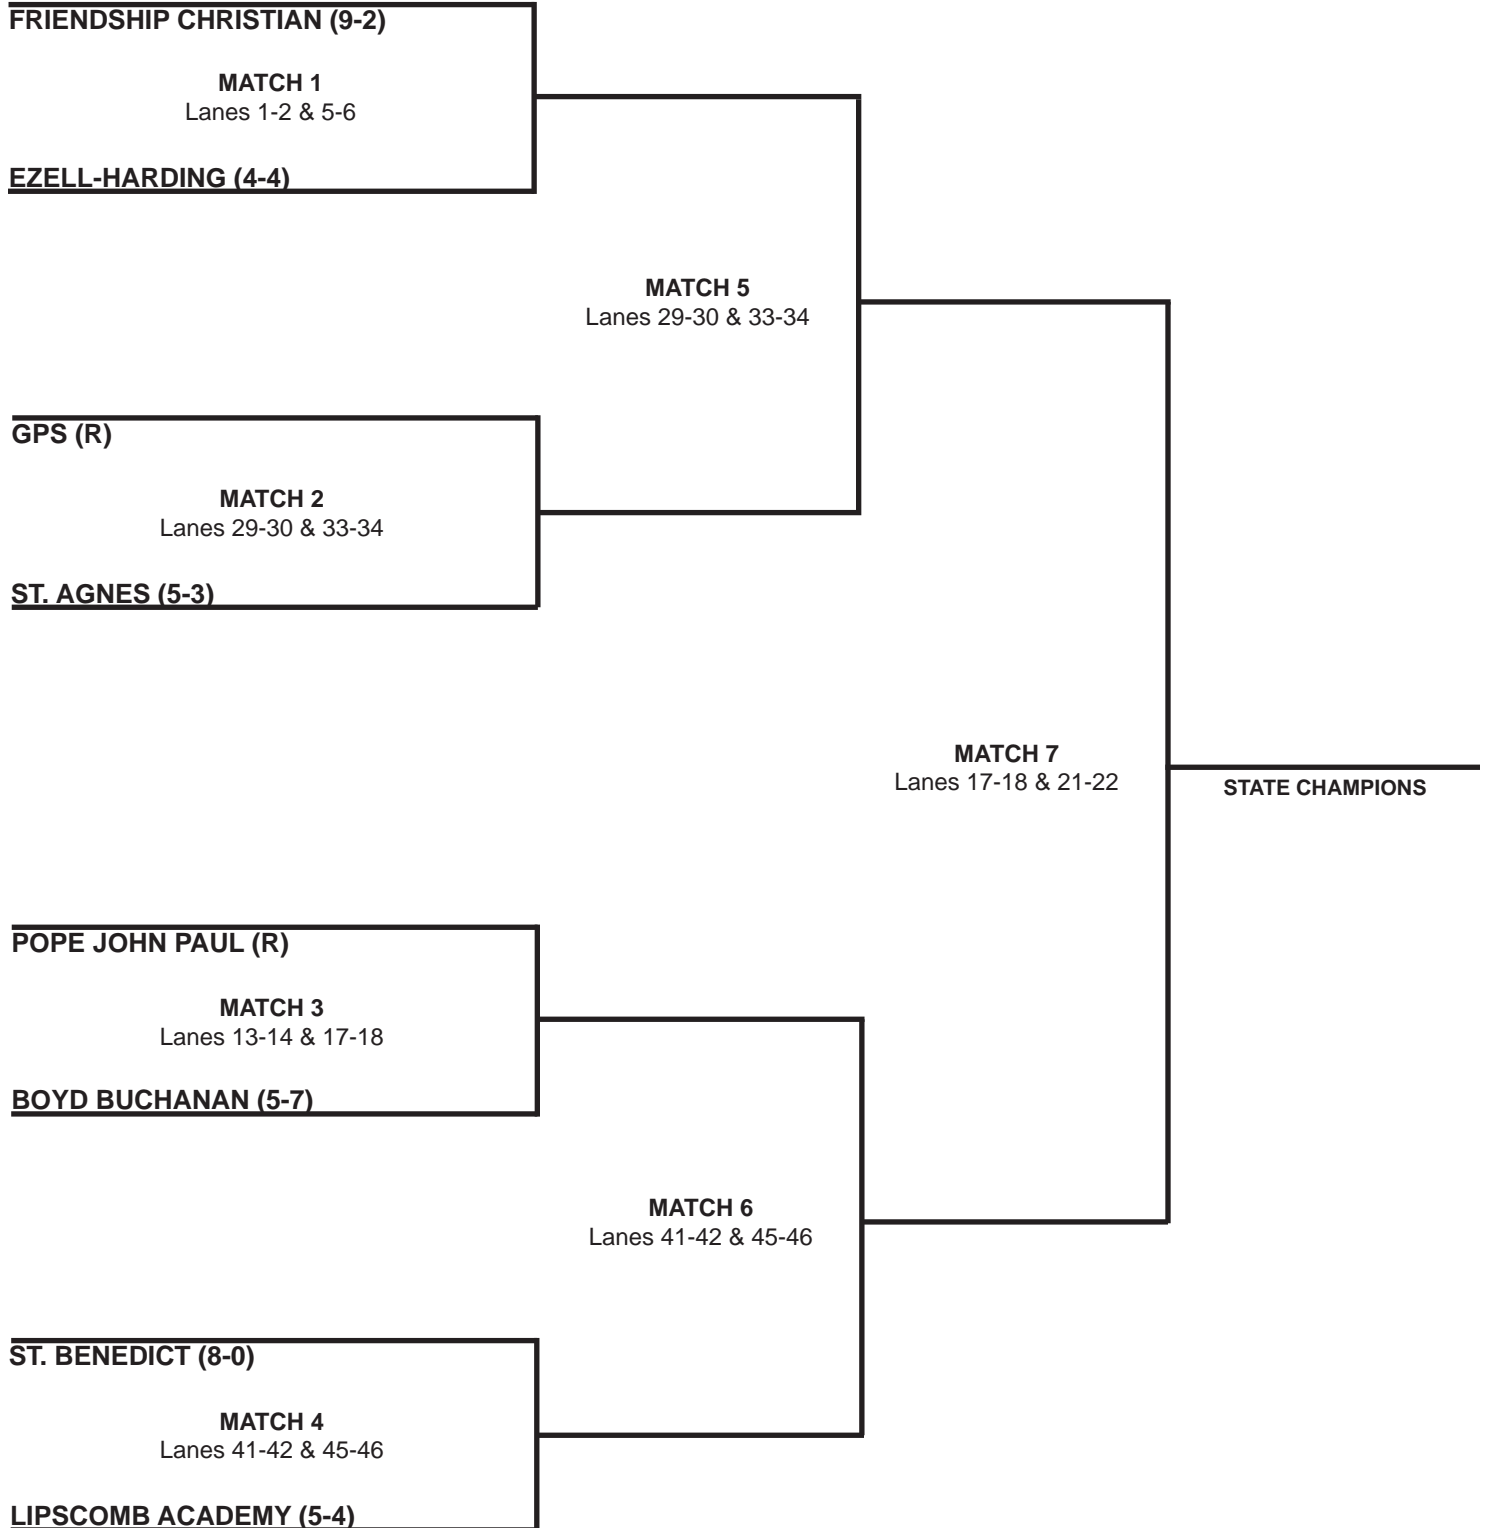 FRIENDSHIP CHRISTIAN (9-2)
MATCH 1
Lanes 1-2 & 5-6
EZELL-HARDING (4-4)
MATCH 5
Lanes 29-30 & 33-34
GPS (R)
MATCH 2
Lanes 29-30 & 33-34
ST. AGNES (5-3)
MATCH 7
Lanes 17-18 & 21-22
STATE CHAMPIONS
POPE JOHN PAUL (R)
MATCH 3
Lanes 13-14 & 17-18
BOYD BUCHANAN (5-7)
MATCH 6
Lanes 41-42 & 45-46
ST. BENEDICT (8-0)
MATCH 4
Lanes 41-42 & 45-46
LIPSCOMB ACADEMY (5-4)